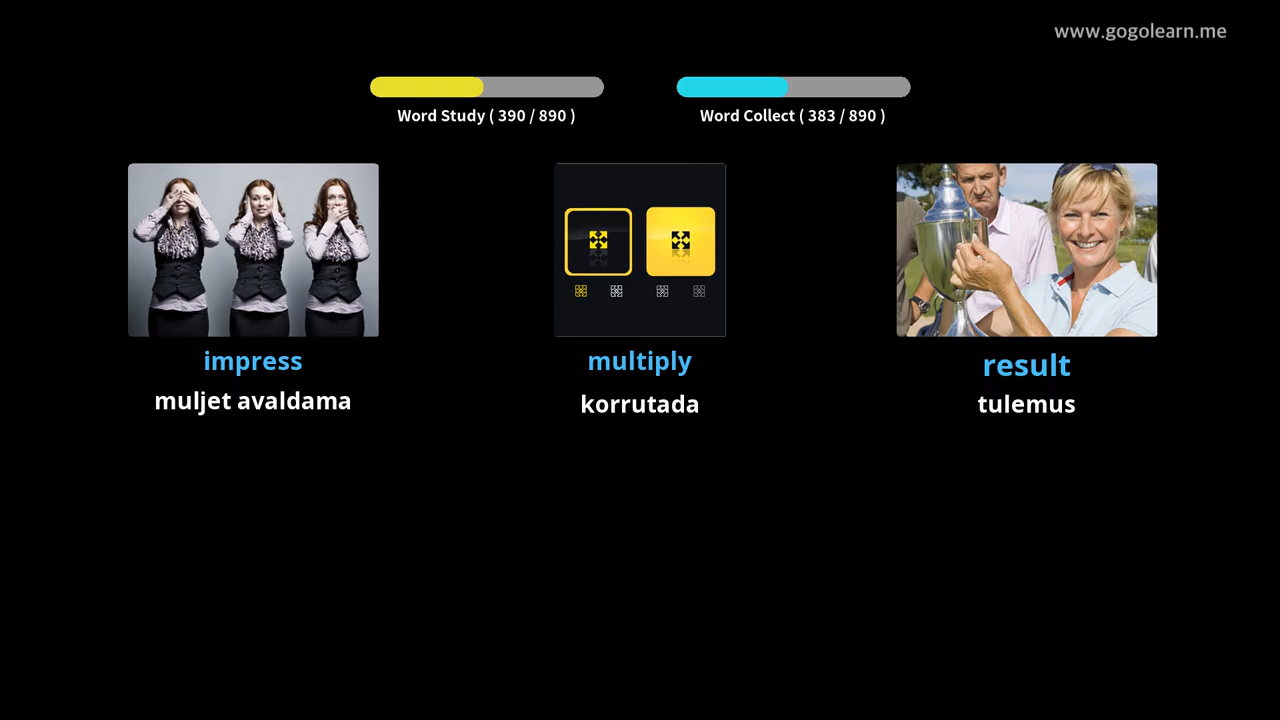 www.gogolearn.me
Word Study ( 390 / 890 )
Word Collect ( 383 / 890 )
impress
multiply
result
muljet avaldama
korrutada
tulemus